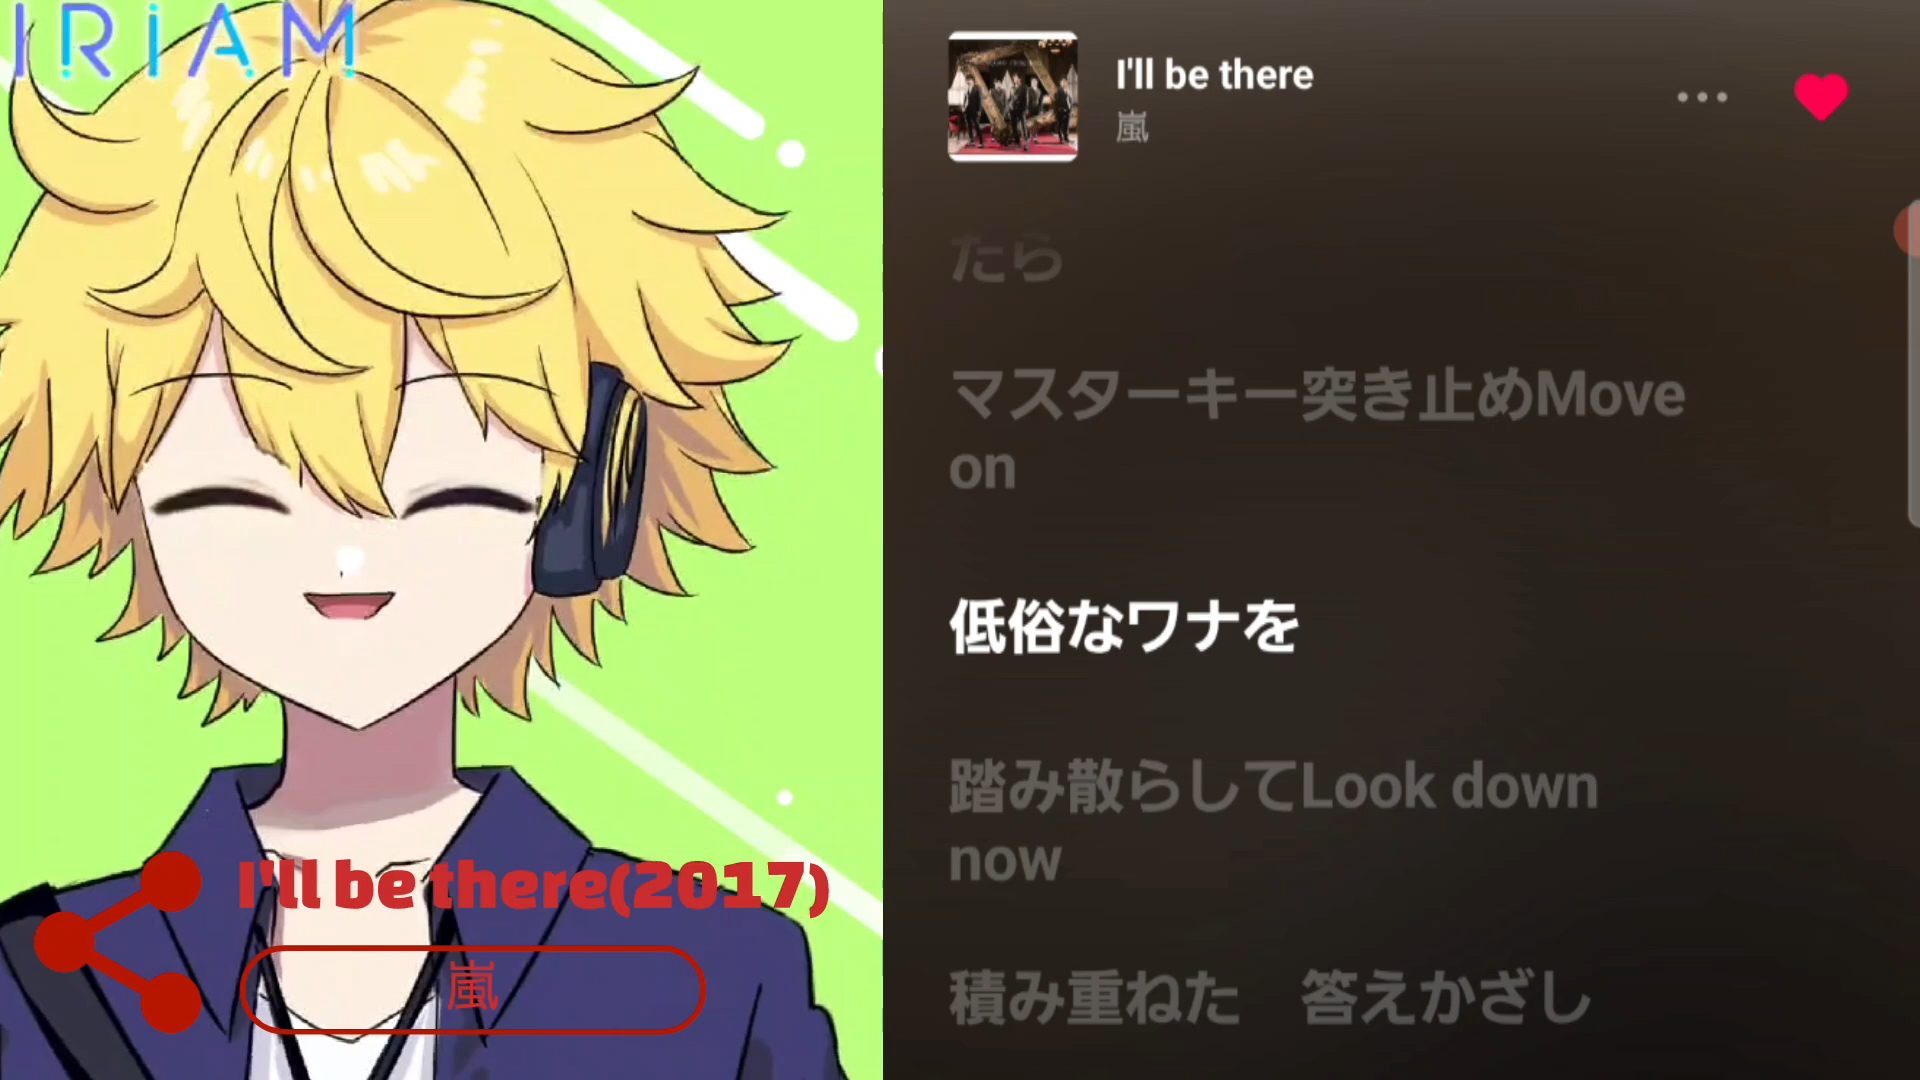 IRIAM
I'll be there
嵐
たら
マスターキー突き止めMove
on
低俗なワナを
踏み散らしてLook down
now
積み重ねた　答えかざし
I'll be there(2017)
嵐